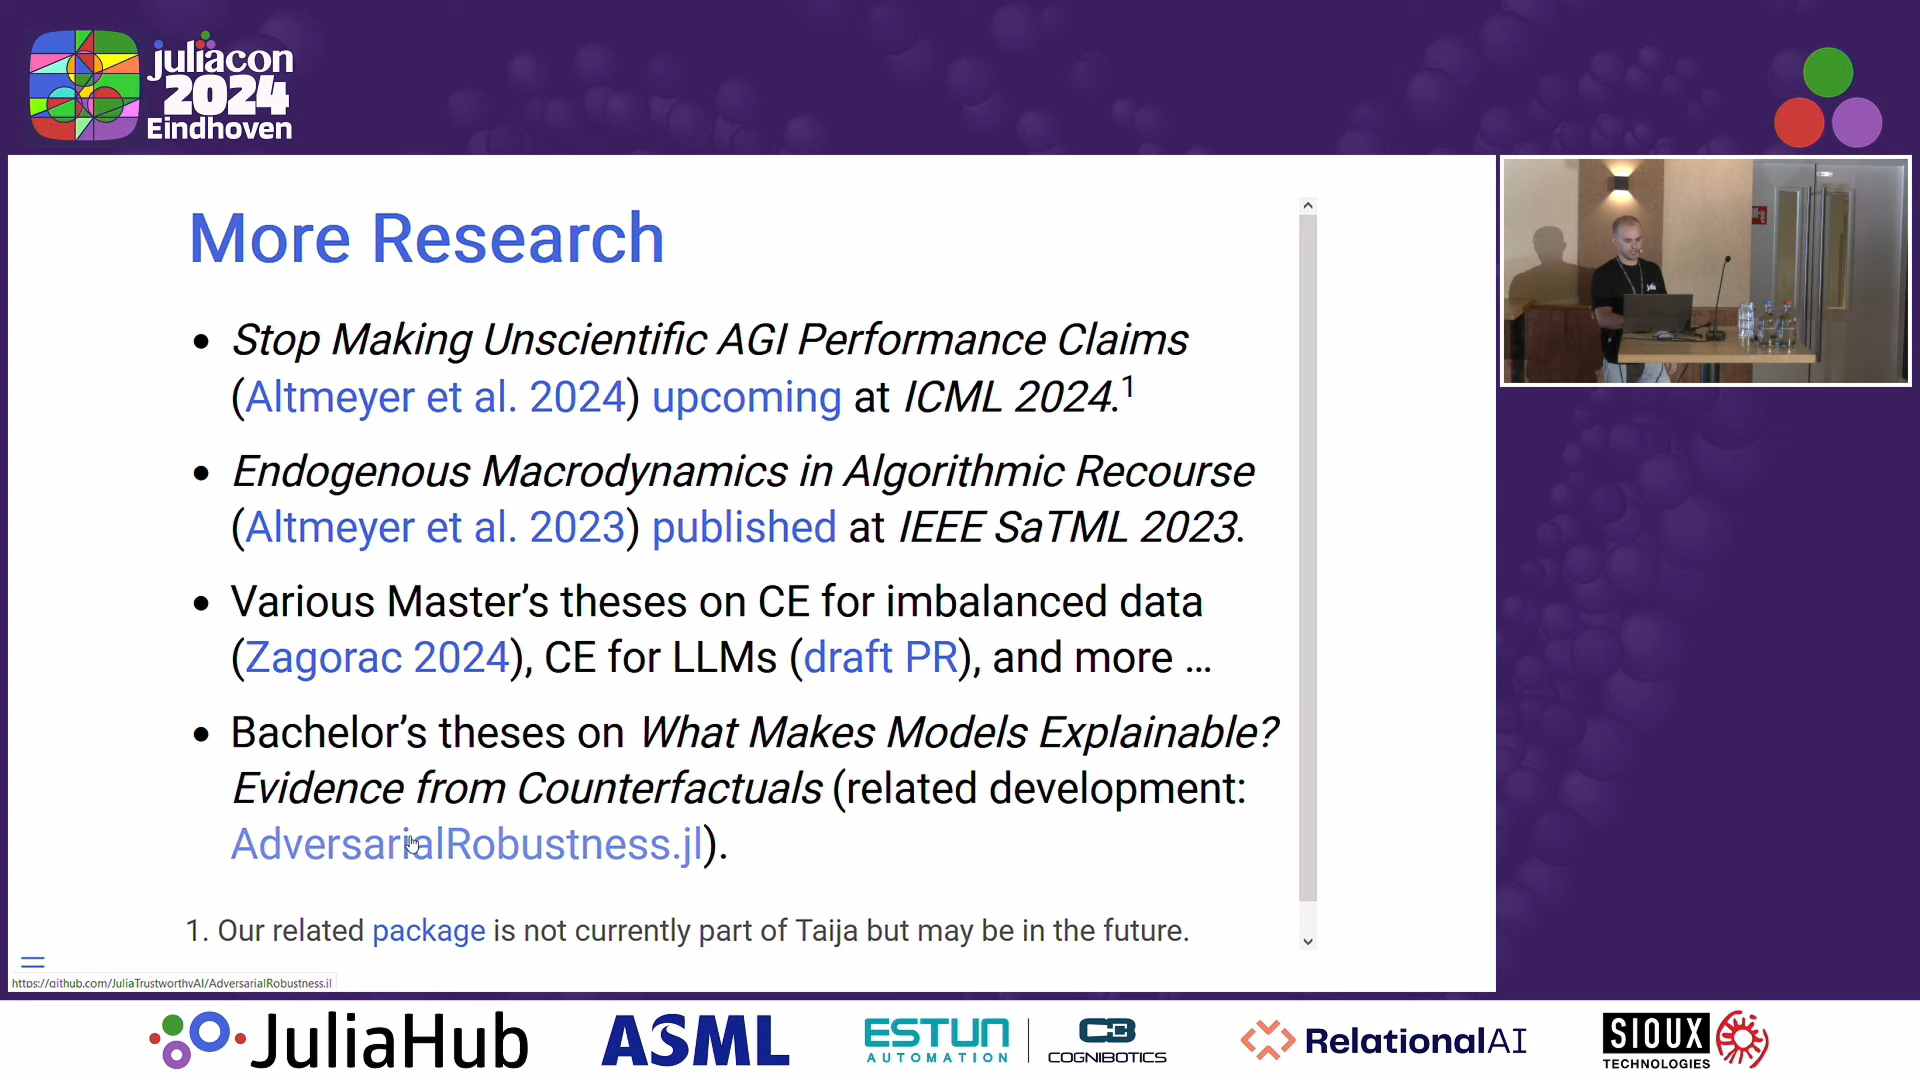 juliacon
2024
Eindhoven
More Research
• Stop Making Unscientific AGI Performance Claims
(Altmeyer et al. 2024) upcoming at ICML 2024.1
• Endogenous Macrodynamics in Algorithmic Recourse
(Altmeyer et al. 2023) published at IEEE SaTML 2023.
• Various Master’s theses on CE for imbalanced data
(Zagorac 2024), CE for LLMs (draft PR), and more ...
• Bachelor’s theses on What Makes Models Explainable?
Evidence from Counterfactuals (related development:
AdversarialRobustness.jl).
1. Our related package is not currently part of Taija but may be in the future.
https://github.com/JuliaTrustworthyAI/AdversarialRobustness.jl
julia
JuliaHub
ASML
ESTUN
AUTOMATION
COGNIBOTICS
RelationalAI
SIOUX
TECHNOLOGIES